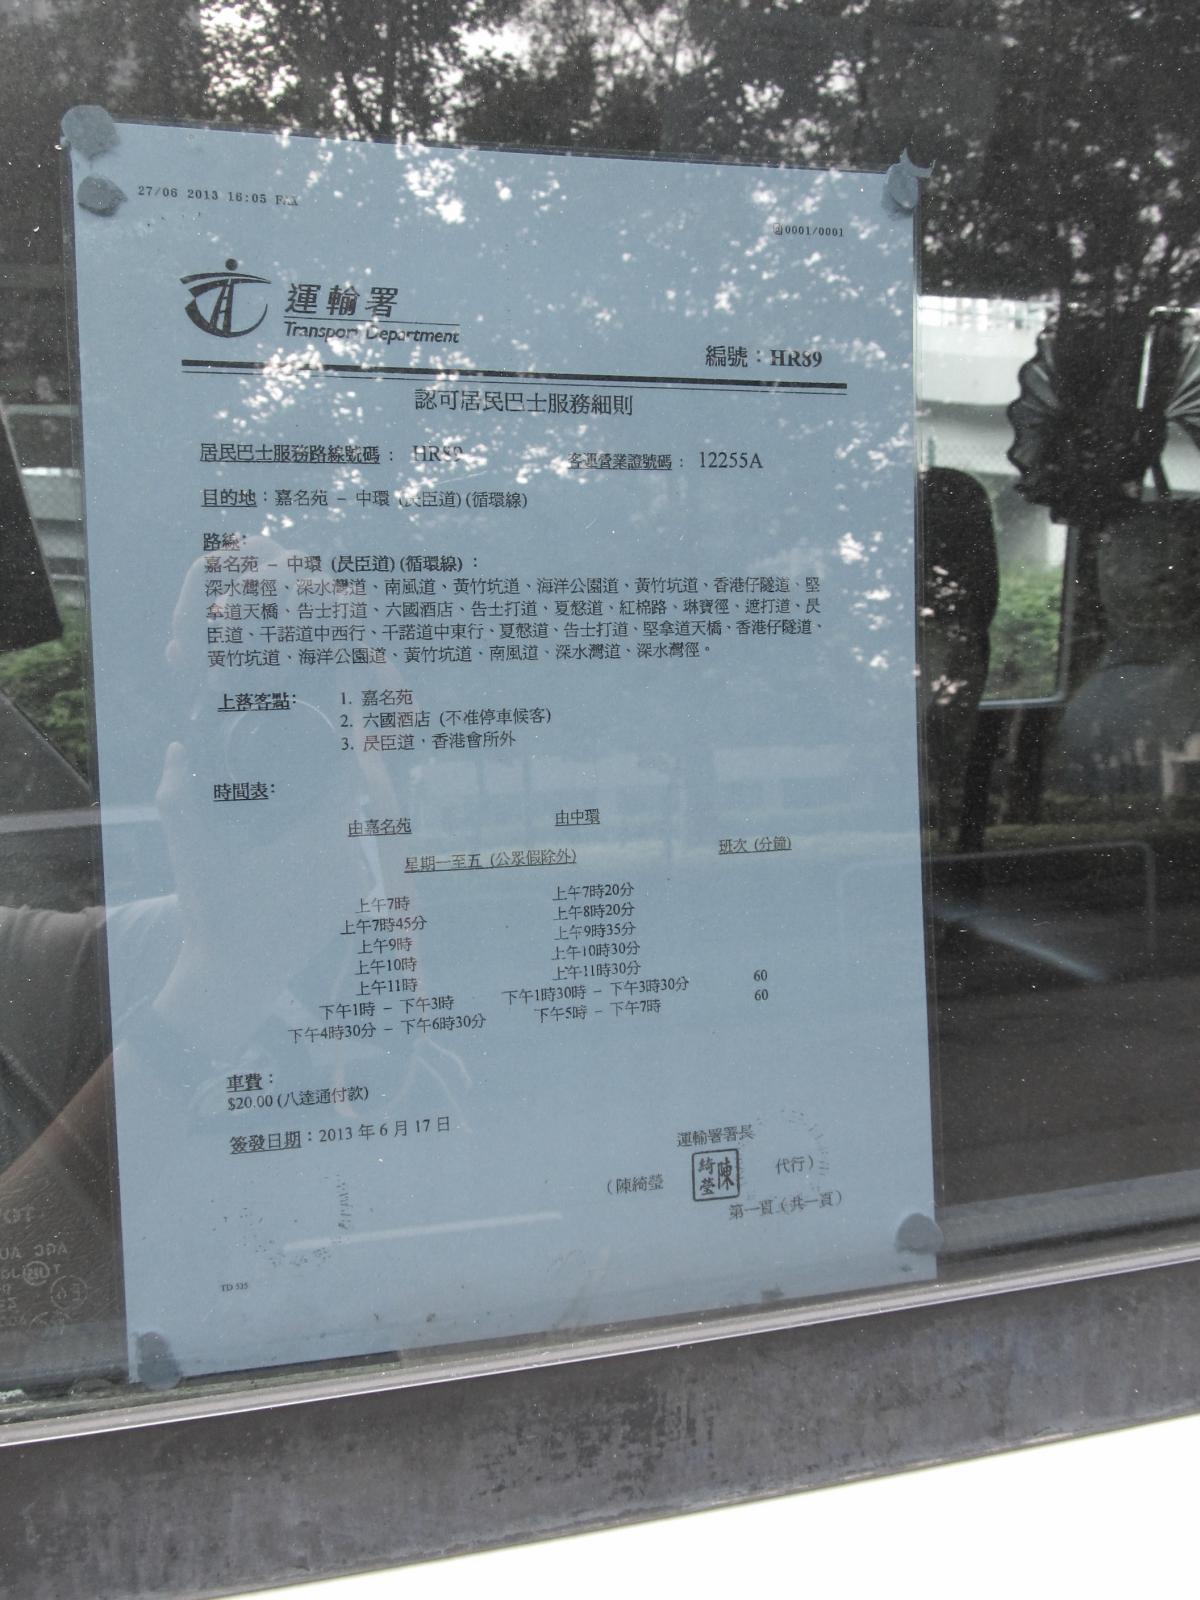 27/06 2013 16:05 FAX
0001/0001
運輸署
Transport Department
編號：HR89
認可居民巴士服務細則
居民巴士服務路線號碼： HR89 客運營業證號碼： 12255A
目的地：嘉名苑 － 中環 (昃臣道) (循環線)
路線：
嘉名苑 － 中環 (昃臣道) (循環線)：
深水灣徑、深水灣道、南風道、黃竹坑道、海洋公園道、黃竹坑道、香港仔隧道、堅
拿道天橋、告士打道、六國酒店、告士打道、夏慤道、紅棉路、琳寶徑、遮打道、昃
臣道、干諾道中西行、干諾道中東行、夏慤道、告士打道、堅拿道天橋、香港仔隧道、
黃竹坑道、海洋公園道、黃竹坑道、南風道、深水灣道、深水灣徑。
上落客點： 1. 嘉名苑
2. 六國酒店 (不准停車候客)
3. 昃臣道，香港會所外
時間表：
由嘉名苑 由中環
星期一至五 (公眾假除外) 班次 (分鐘)
上午7時 上午7時20分
上午7時45分 上午8時20分
上午9時 上午9時35分
上午10時 上午10時30分
上午11時 上午11時30分
下午1時 － 下午3時 下午1時30時 － 下午3時30分 60
下午4時30分 － 下午6時30分 下午5時 － 下午7時 60
車費：
$20.00 (八達通付款)
簽發日期：2013 年 6 月 17 日
運輸署署長
（陳綺瑩 陳綺瑩 代行）
第一頁（共一頁）
TD 535